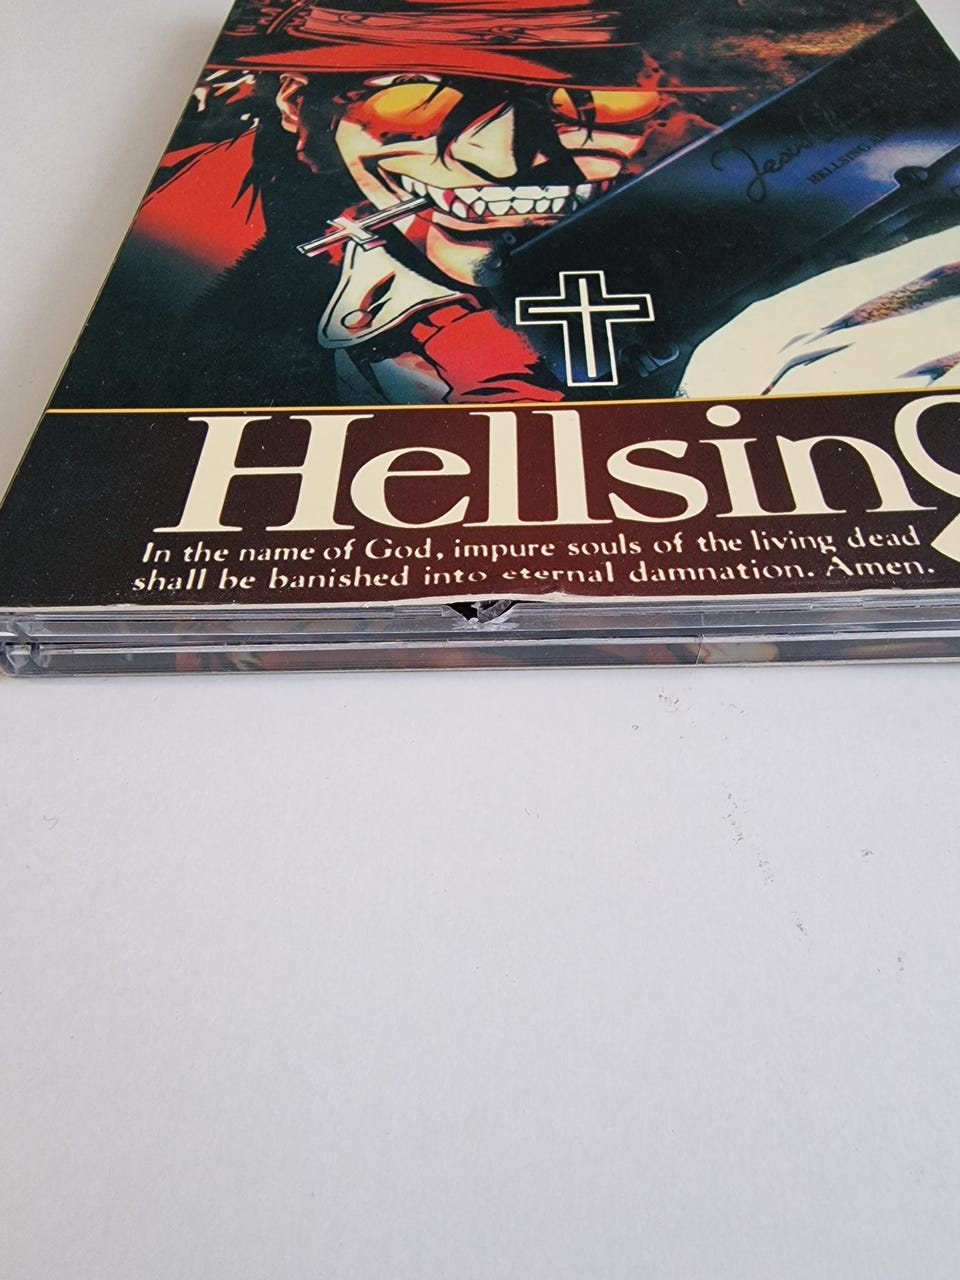 Hellsing
In the name of God, impure souls of the living dead
shall be banished into eternal damnation. Amen.